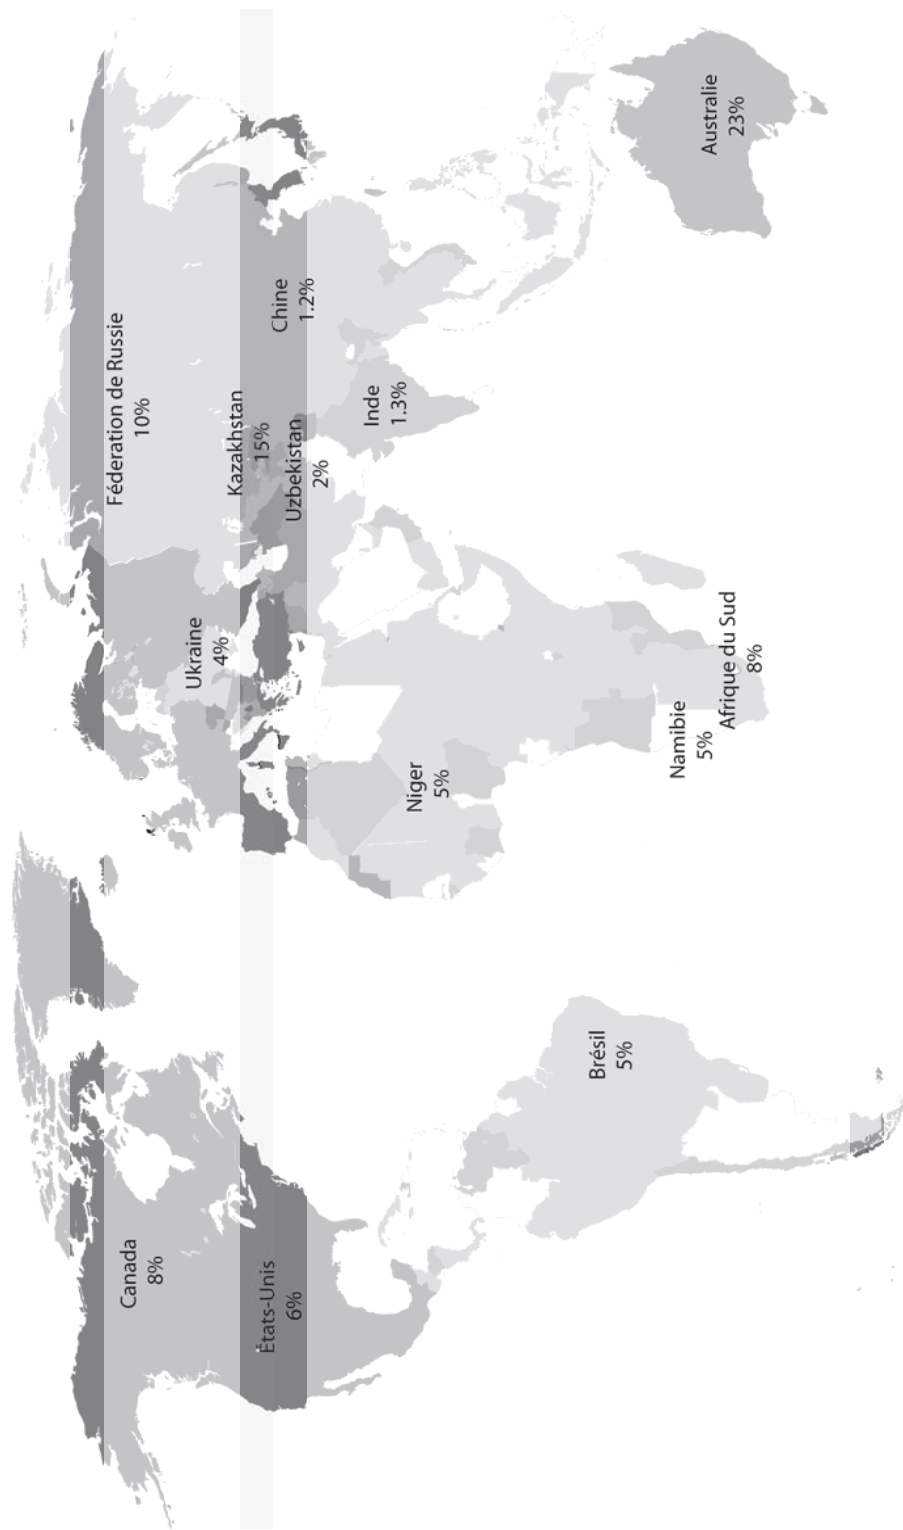 Canada
8%
États-Unis
6%
Brésil
5%
Niger
5%
Namibie
5%
Afrique du Sud
8%
Ukraine
4%
Féderation de Russie
10%
Kazakhstan
15%
Uzbekistan
2%
Chine
1.2%
Inde
1.3%
Australie
23%